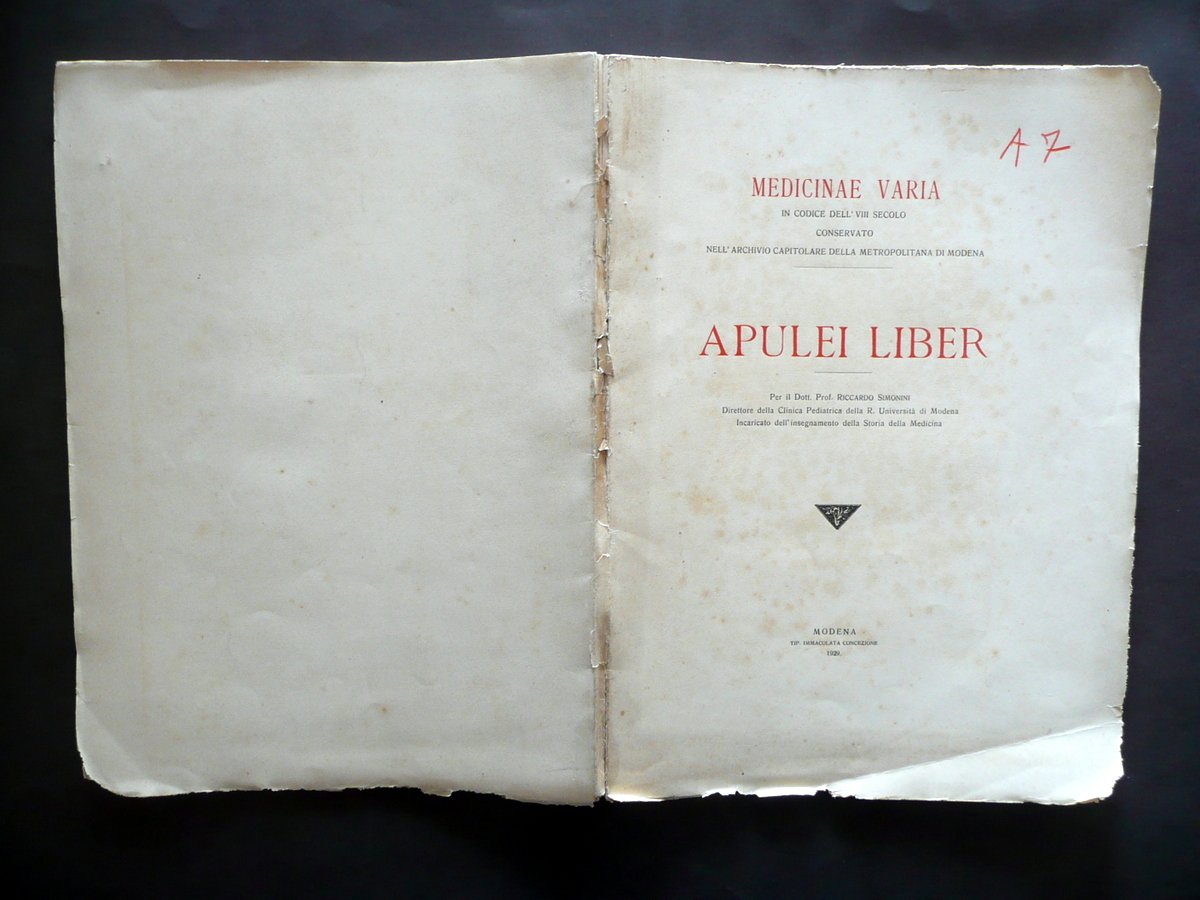 A 7
MEDICINAE VARIA
IN CODICE DELL' VIII SECOLO
CONSERVATO
NELL' ARCHIVIO CAPITOLARE DELLA METROPOLITANA DI MODENA
APULEI LIBER
Per il Dott. Prof. RICCARDO SIMONINI
Direttore della Clinica Pediatrica della R. Università di Modena
Incaricato dell' insegnamento della Storia della Medicina
MODENA
TIP. IMMACOLATA CONCEZIONE
1929